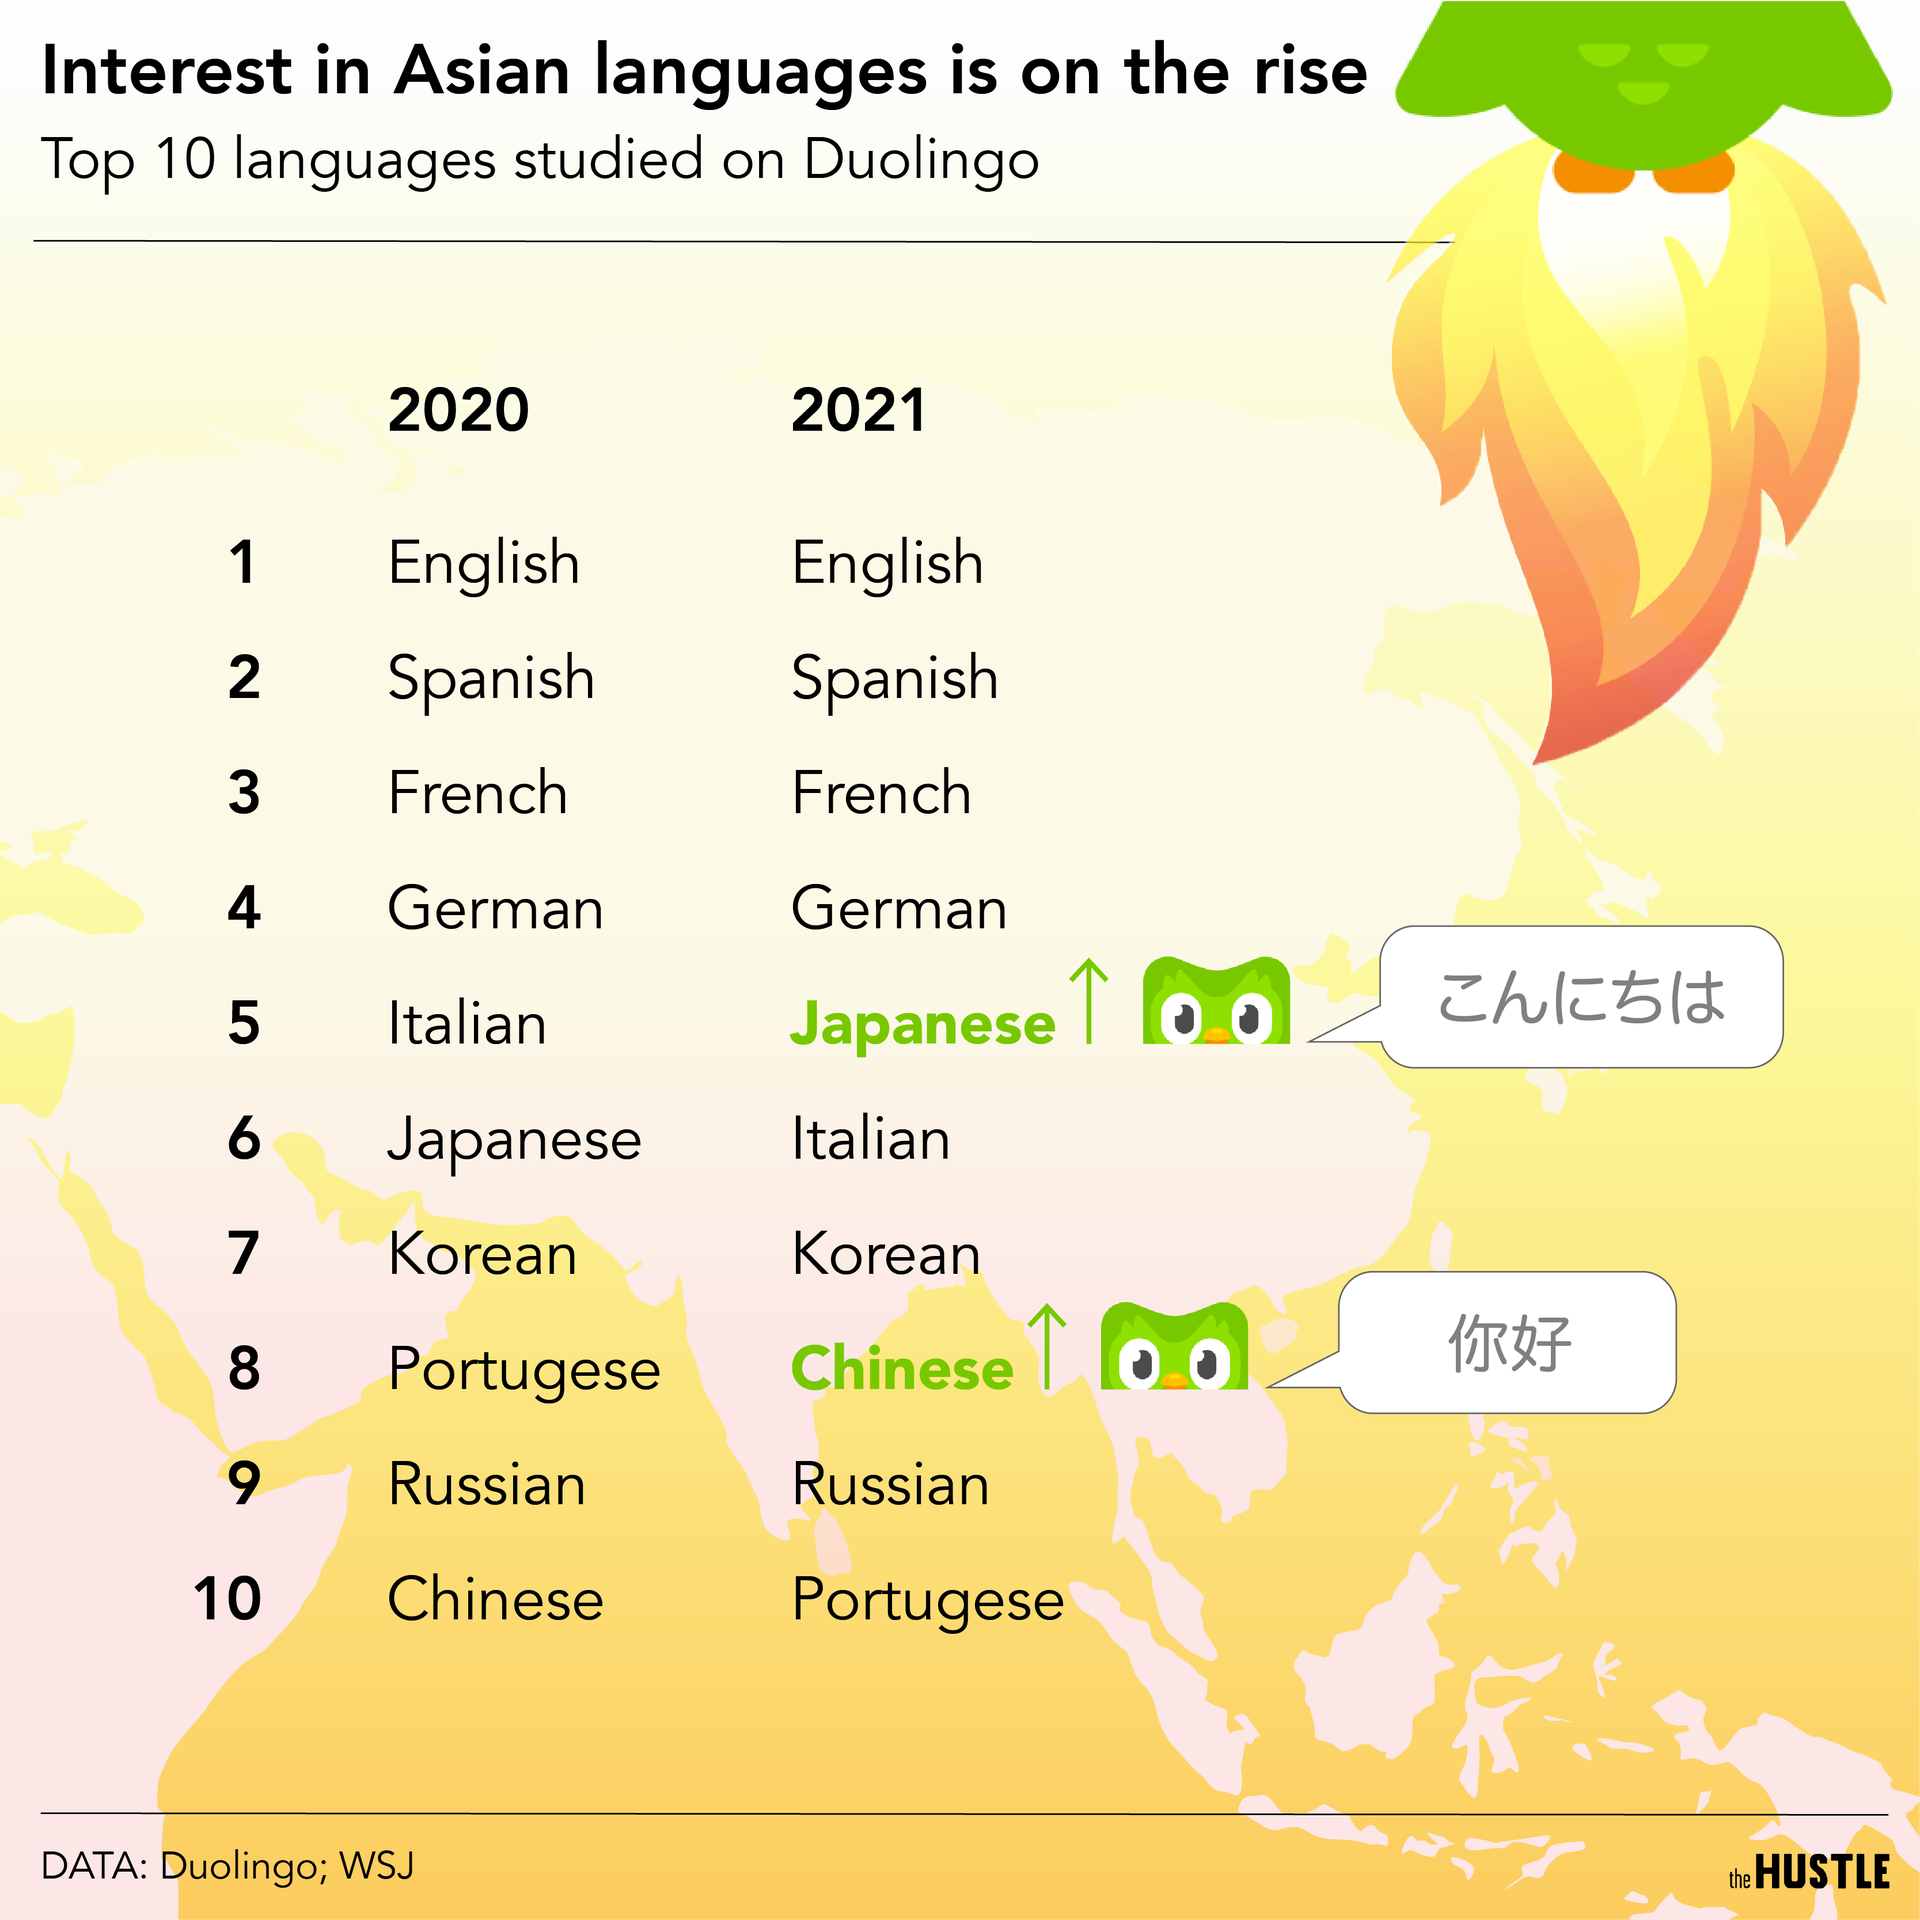 Interest in Asian languages is on the rise
Top 10 languages studied on Duolingo
2020 2021
1 English English
2 Spanish Spanish
3 French French
4 German German
5 Italian Japanese ↑ こんにちは
6 Japanese Italian
7 Korean Korean
8 Portugese Chinese ↑ 你好
9 Russian Russian
10 Chinese Portugese
DATA: Duolingo; WSJ
the HUSTLE